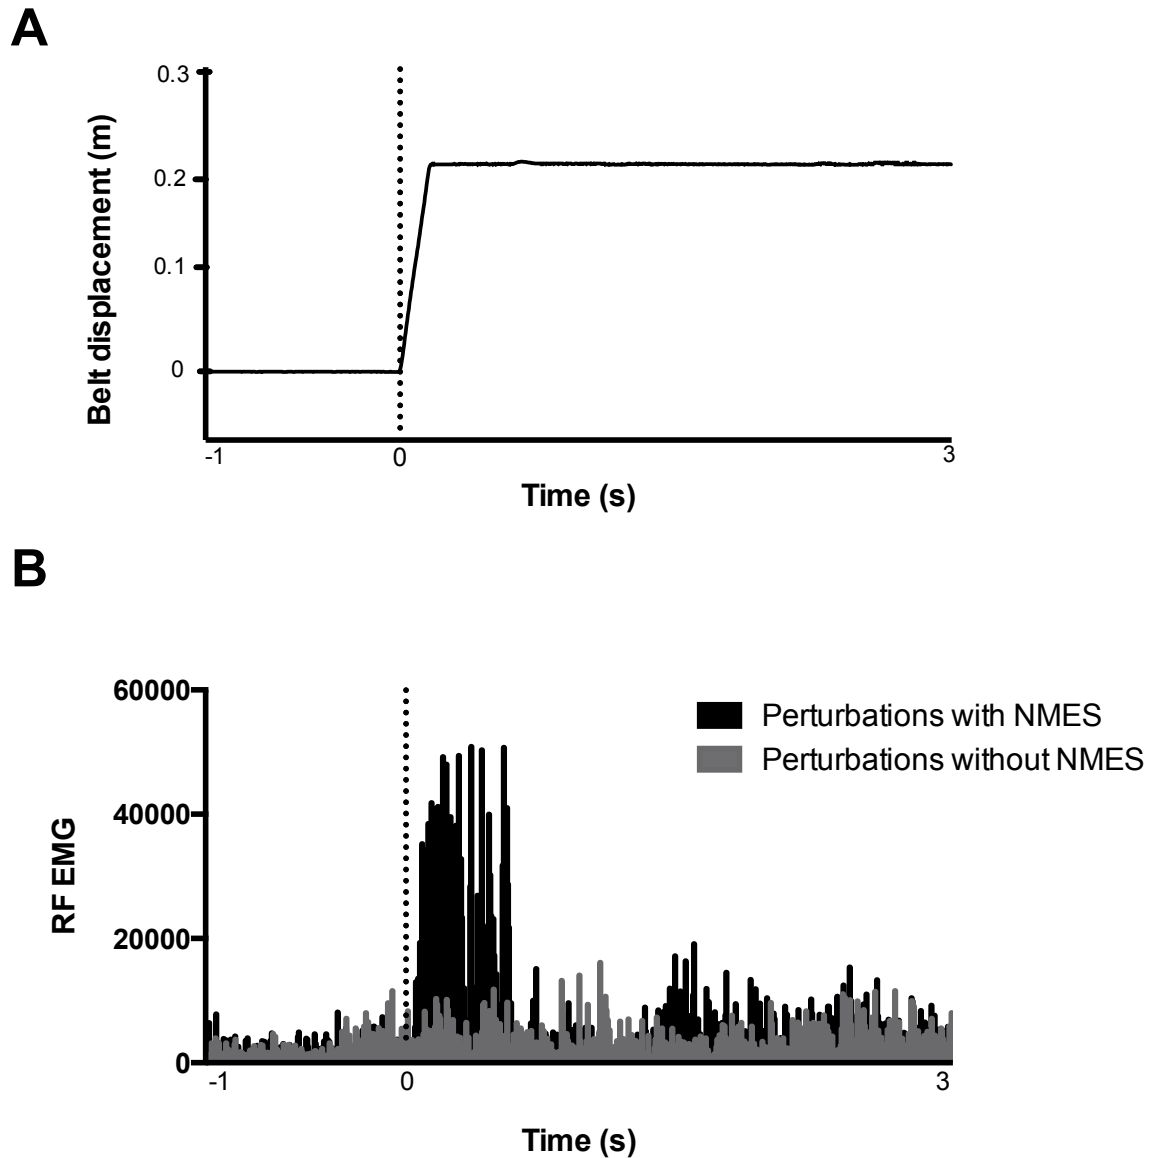 A
0.3
0.2
0.1
0
Belt displacement (m)
-1
0
3
Time (s)
B
60000
40000
20000
0
RF EMG
Perturbations with NMES
Perturbations without NMES
-1
0
3
Time (s)